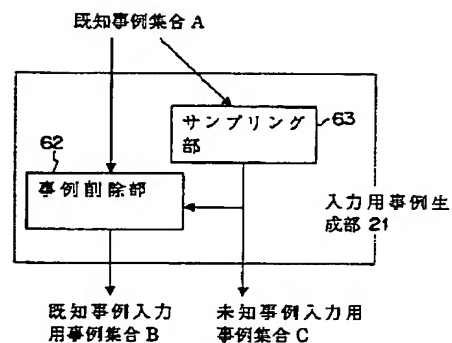 既知事例集合 A
サンプリング
部
63
62
事例削除部
入力用事例生
成部 21
既知事例入力
用事例集合 B
未知事例入力用
事例集合 C